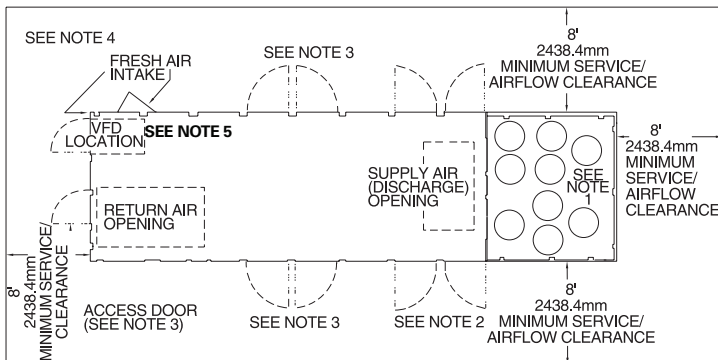 SEE NOTE 4
FRESH AIR
INTAKE
SEE NOTE 3
8'
2438.4mm
MINIMUM SERVICE/
AIRFLOW CLEARANCE
VFD
LOCATION
SEE NOTE 5
8'
2438.4mm
MINIMUM
SERVICE/
AIRFLOW
CLEARANCE
SUPPLY AIR
(DISCHARGE)
OPENING
SEE
NOTE
1
RETURN AIR
OPENING
8'
2438.4mm
MINIMUM SERVICE/
CLEARANCE
ACCESS DOOR
(SEE NOTE 3)
SEE NOTE 3
SEE NOTE 2
8'
2438.4mm
MINIMUM SERVICE/
AIRFLOW CLEARANCE